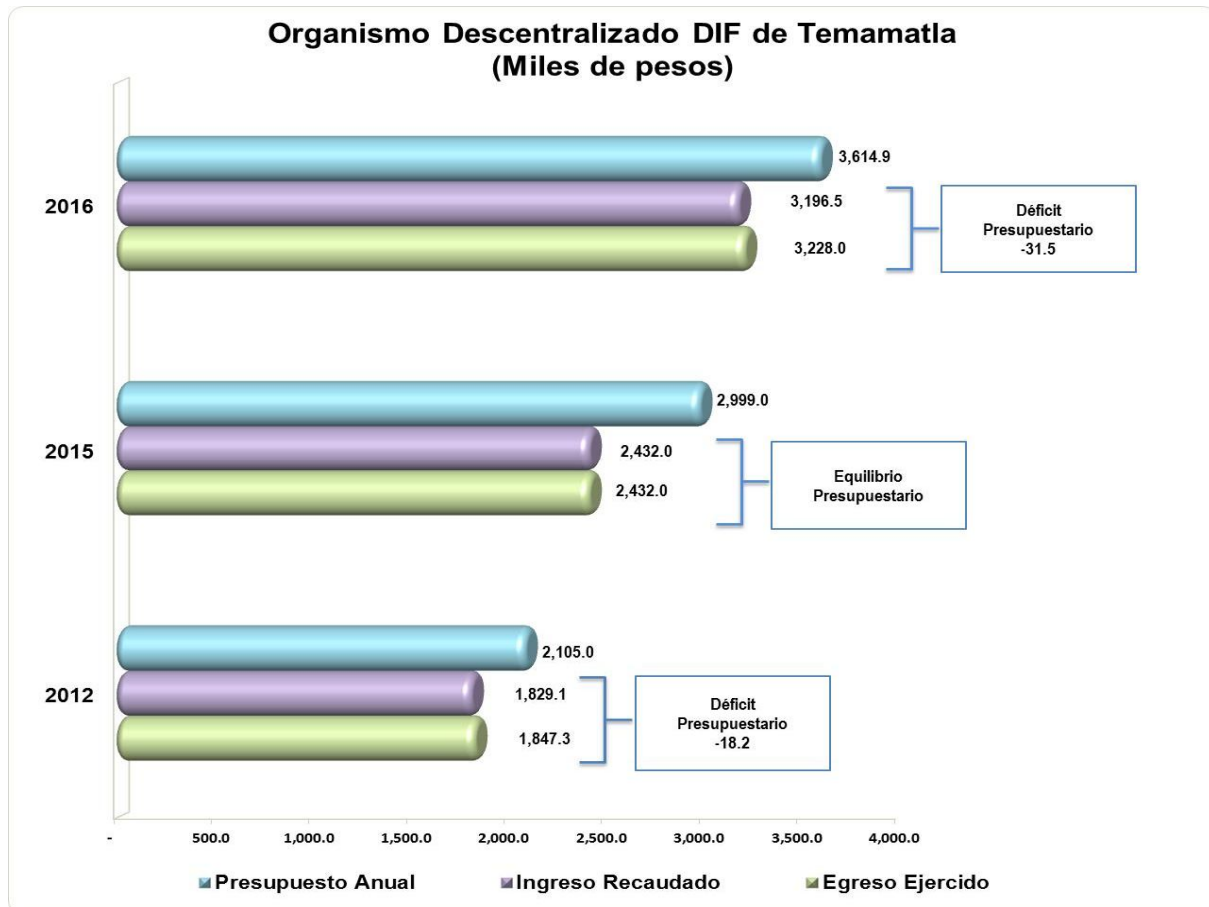 Organismo Descentralizado DIF de Temamatla
(Miles de pesos)
3,614.9
2016
3,196.5
3,228.0
Déficit
Presupuestario
-31.5
2,999.0
2015
2,432.0
2,432.0
Equilibrio
Presupuestario
2,105.0
2012
1,829.1
1,847.3
Déficit
Presupuestario
-18.2
- 500.0 1,000.0 1,500.0 2,000.0 2,500.0 3,000.0 3,500.0 4,000.0
Presupuesto Anual Ingreso Recaudado Egreso Ejercido